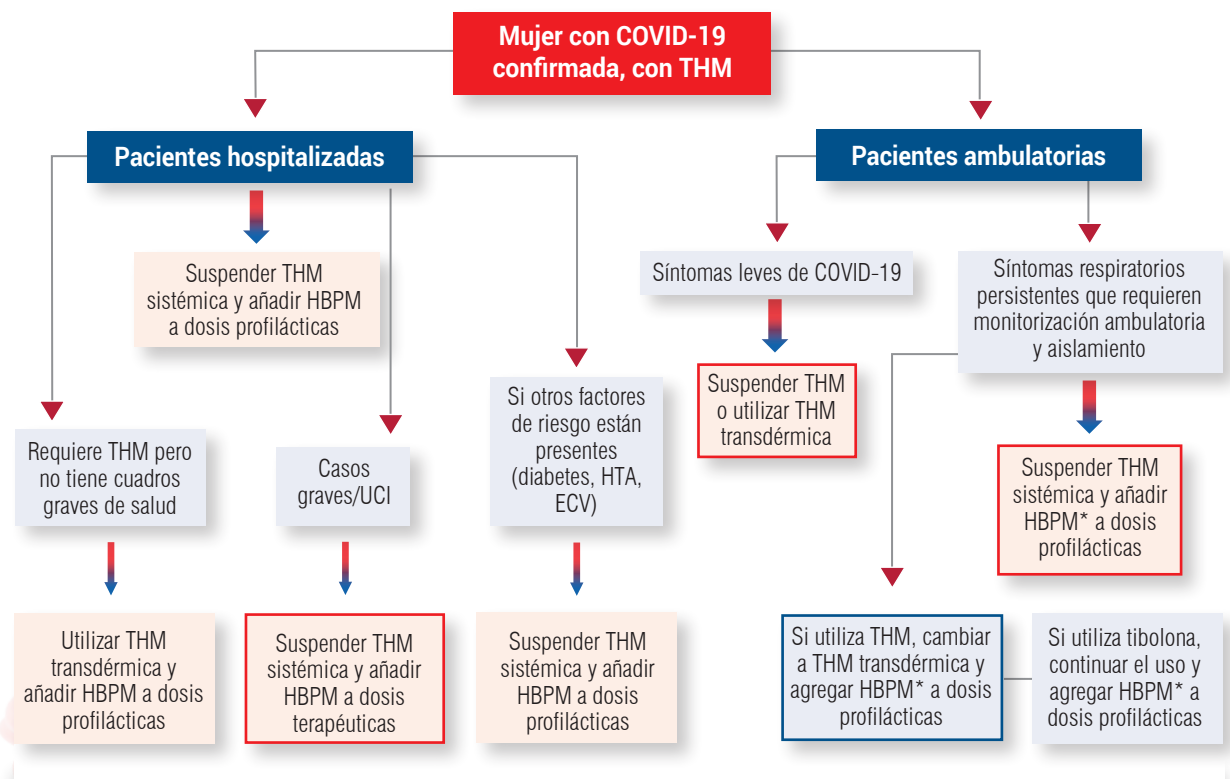 Mujer con COVID-19
confirmada, con THM
Pacientes hospitalizadas
Pacientes ambulatorias
Suspender THM
sistémica y añadir HBPM
a dosis profilácticas
Síntomas leves de COVID-19
Síntomas respiratorios
persistentes que requieren
monitorización ambulatoria
y aislamiento
Requiere THM pero
no tiene cuadros
graves de salud
Casos
graves/UCI
Si otros factores
de riesgo están
presentes
(diabetes, HTA,
ECV)
Suspender THM
o utilizar THM
transdérmica
Suspender THM
sistémica y añadir
HBPM* a dosis
profilácticas
Utilizar THM
transdérmica y
añadir HBPM a dosis
profilácticas
Suspender THM
sistémica y añadir
HBPM a dosis
terapéuticas
Suspender THM
sistémica y añadir
HBPM a dosis
profilácticas
Si utiliza THM, cambiar
a THM transdérmica y
agregar HBPM* a dosis
profilácticas
Si utiliza tibolona,
continuar el uso y
agregar HBPM* a
dosis profilácticas